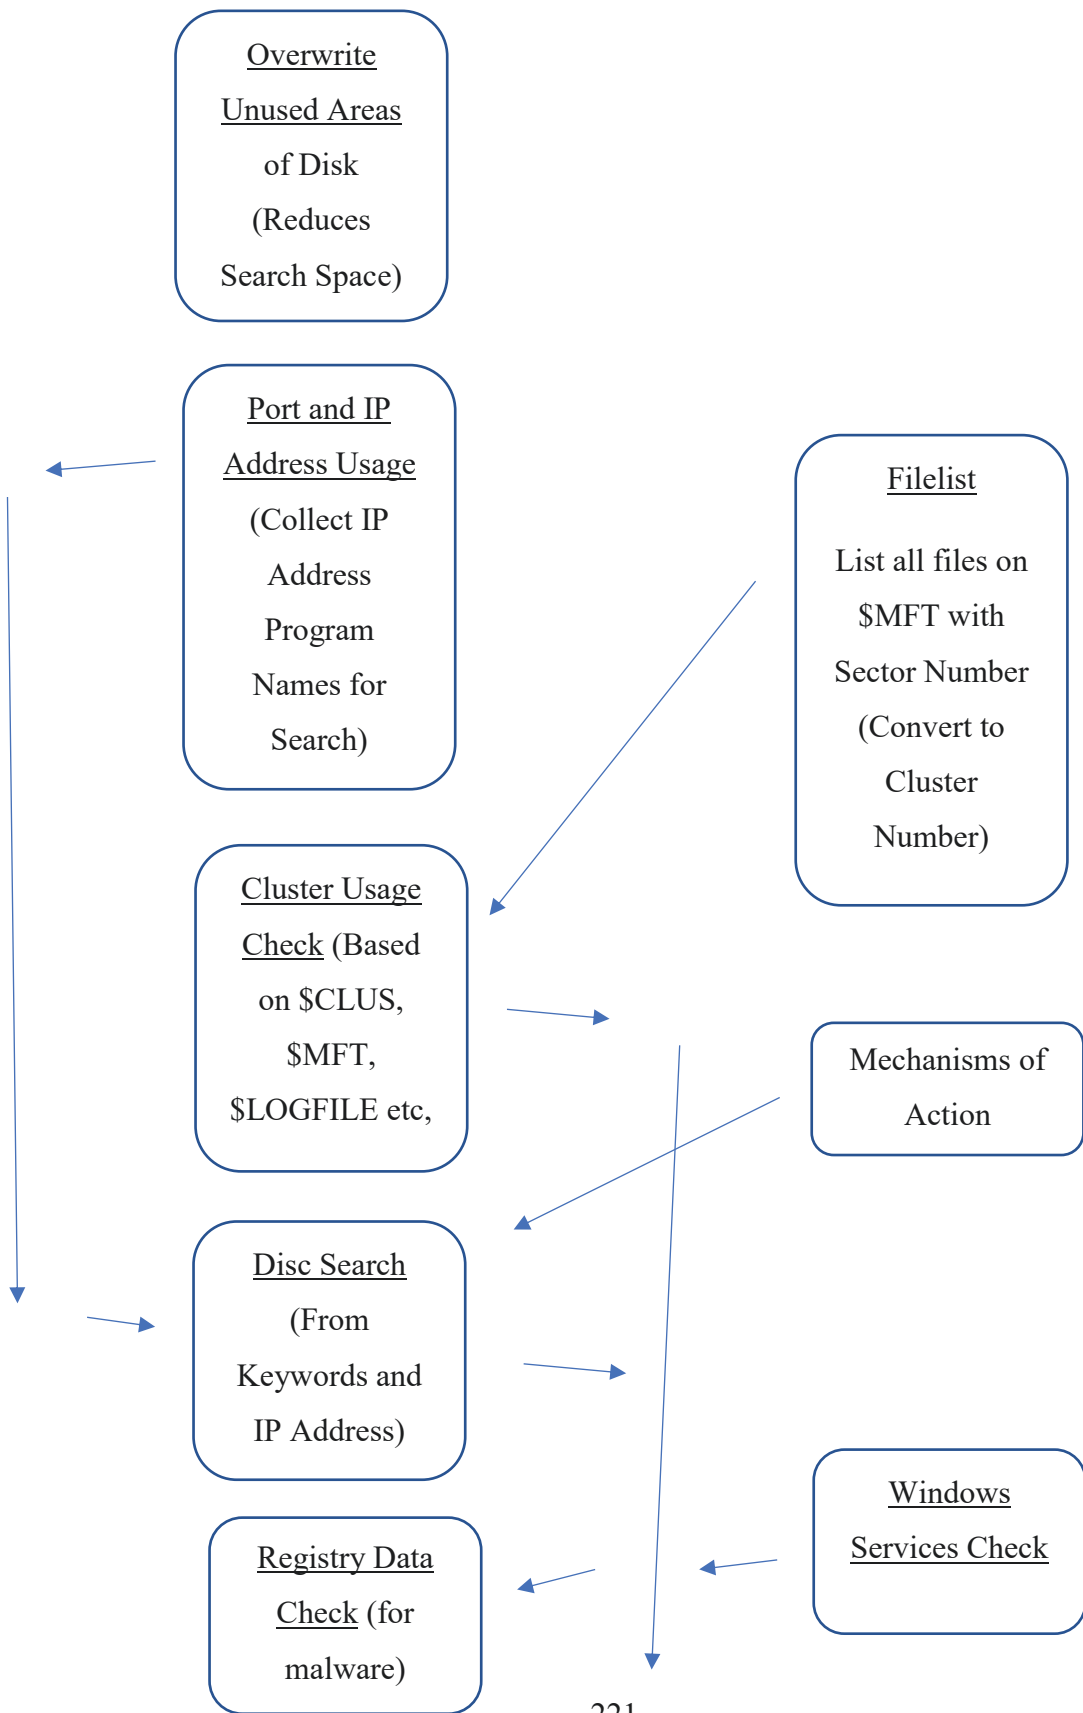 Overwrite
Unused Areas
of Disk
(Reduces
Search Space)
Port and IP
Address Usage
(Collect IP
Address
Program
Names for
Search)
Filelist
List all files on
$MFT with
Sector Number
(Convert to
Cluster
Number)
Cluster Usage
Check (Based
on $CLUS,
$MFT,
$LOGFILE etc,
Mechanisms of
Action
Disc Search
(From
Keywords and
IP Address)
Windows
Services Check
Registry Data
Check (for
malware)
221